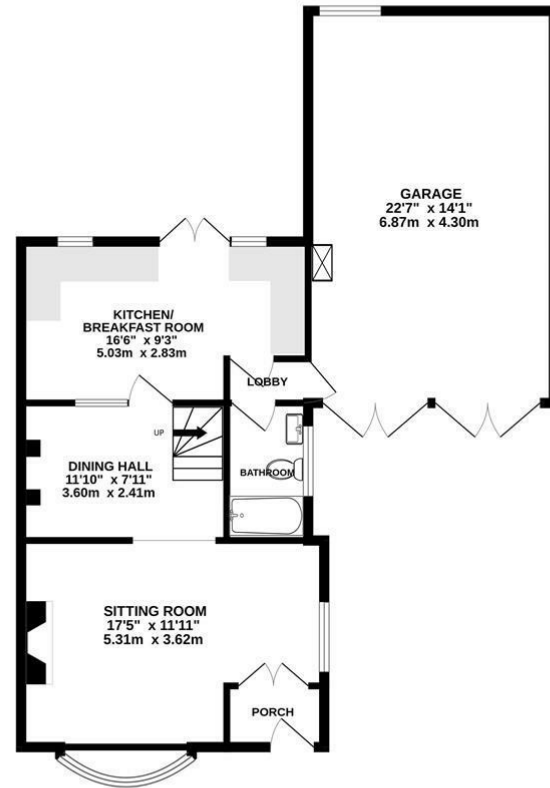 GARAGE
22'7" x 14'1"
6.87m x 4.30m
KITCHEN/
BREAKFAST ROOM
16'6" x 9'3"
5.03m x 2.83m
LOBBY
UP
DINING HALL
11'10" x 7'11"
3.60m x 2.41m
BATHROOM
SITTING ROOM
17'5" x 11'11"
5.31m x 3.62m
PORCH